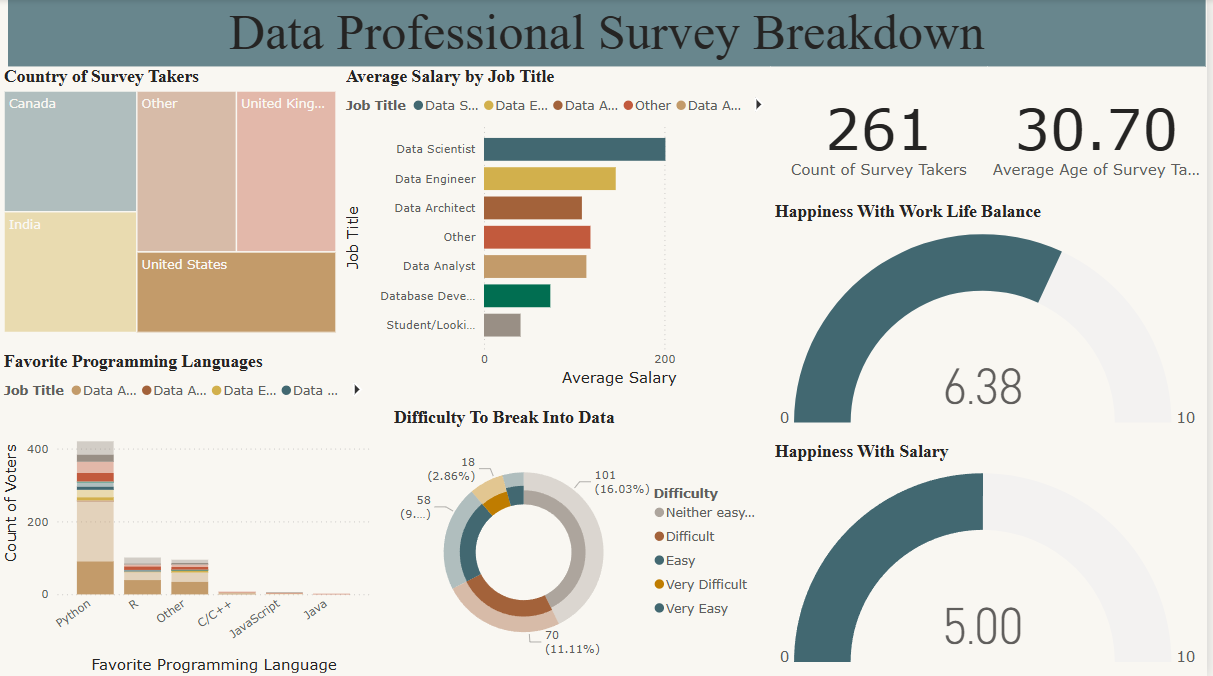 Data Professional Survey Breakdown
Country of Survey Takers
Canada
Other
United King...
India
United States
Average Salary by Job Title
Job Title Data S... Data E... Data A... Other Data A...
Job Title
Data Scientist
Data Engineer
Data Architect
Other
Data Analyst
Database Deve...
Student/Looki...
0
200
Average Salary
261
Count of Survey Takers
30.70
Average Age of Survey Ta...
Happiness With Work Life Balance
6.38
0
10
Favorite Programming Languages
Job Title Data A... Data A... Data E... Data ...
Count of Voters
400
200
0
Python
R
Other
C/C++
JavaScript
Java
Favorite Programming Language
Difficulty To Break Into Data
18
(2.86%)
101
(16.03%)
58
(9....)
70
(11.11%)
Difficulty
Neither easy...
Difficult
Easy
Very Difficult
Very Easy
Happiness With Salary
5.00
0
10